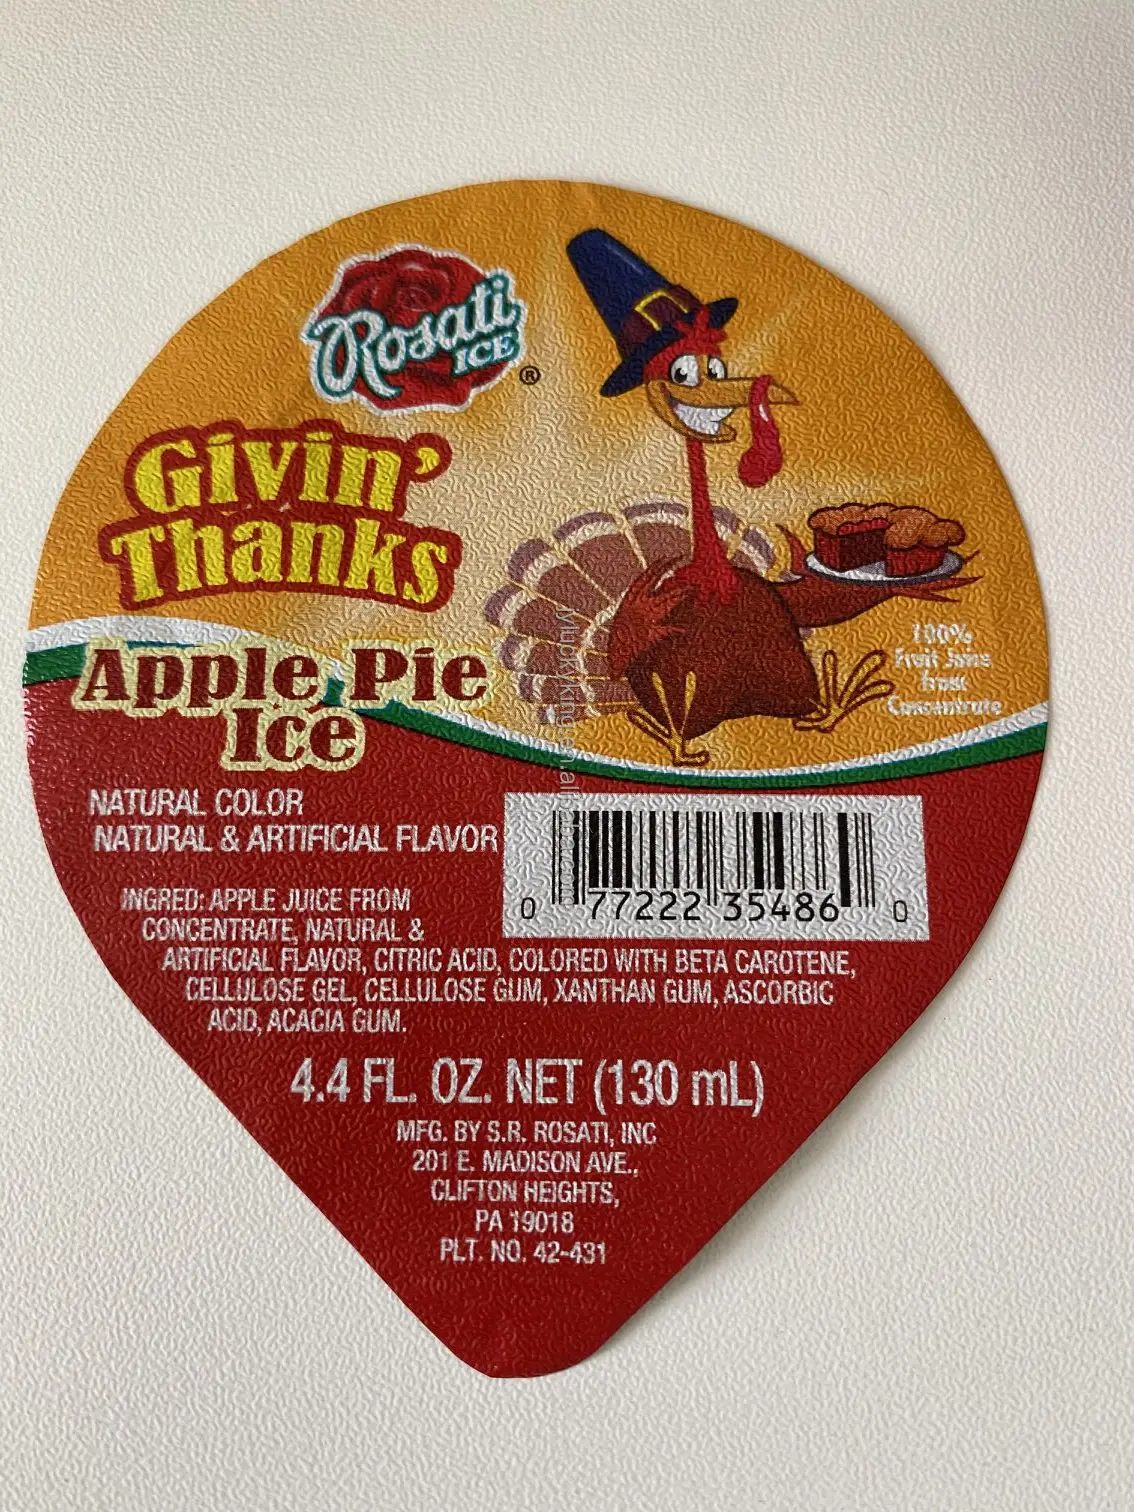 Rosati
ICE
®
Givin'
Thanks
Apple Pie
Ice
100%
Fruit Juice
from
Concentrate
NATURAL COLOR
NATURAL & ARTIFICIAL FLAVOR
0 77222 35486 0
INGRED: APPLE JUICE FROM
CONCENTRATE, NATURAL &
ARTIFICIAL FLAVOR, CITRIC ACID, COLORED WITH BETA CAROTENE,
CELLULOSE GEL, CELLULOSE GUM, XANTHAN GUM, ASCORBIC
ACID, ACACIA GUM.
4.4 FL. OZ. NET (130 mL)
MFG. BY S.R. ROSATI, INC
201 E. MADISON AVE.,
CLIFTON HEIGHTS,
PA 19018
PLT. NO. 42-431